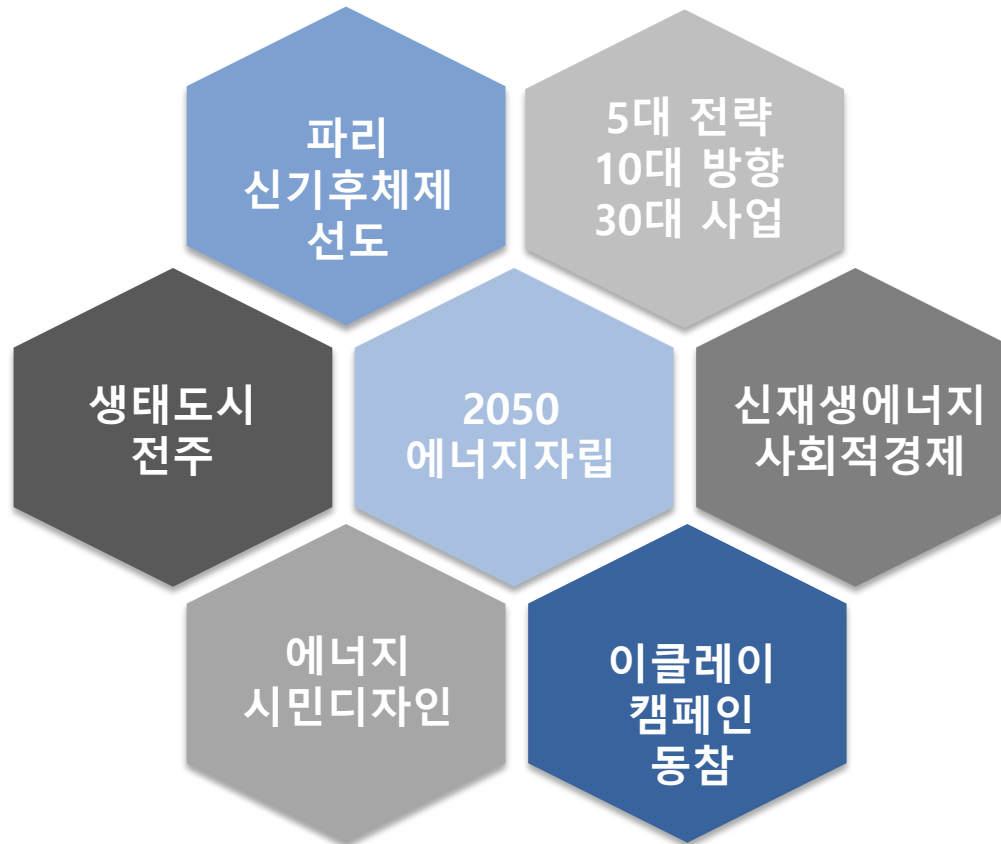 파리
신기후체제
선도
5대 전략
10대 방향
30대 사업
생태도시
전주
2050
에너지자립
신재생에너지
사회적경제
에너지
시민디자인
이클레이
캠페인
동참